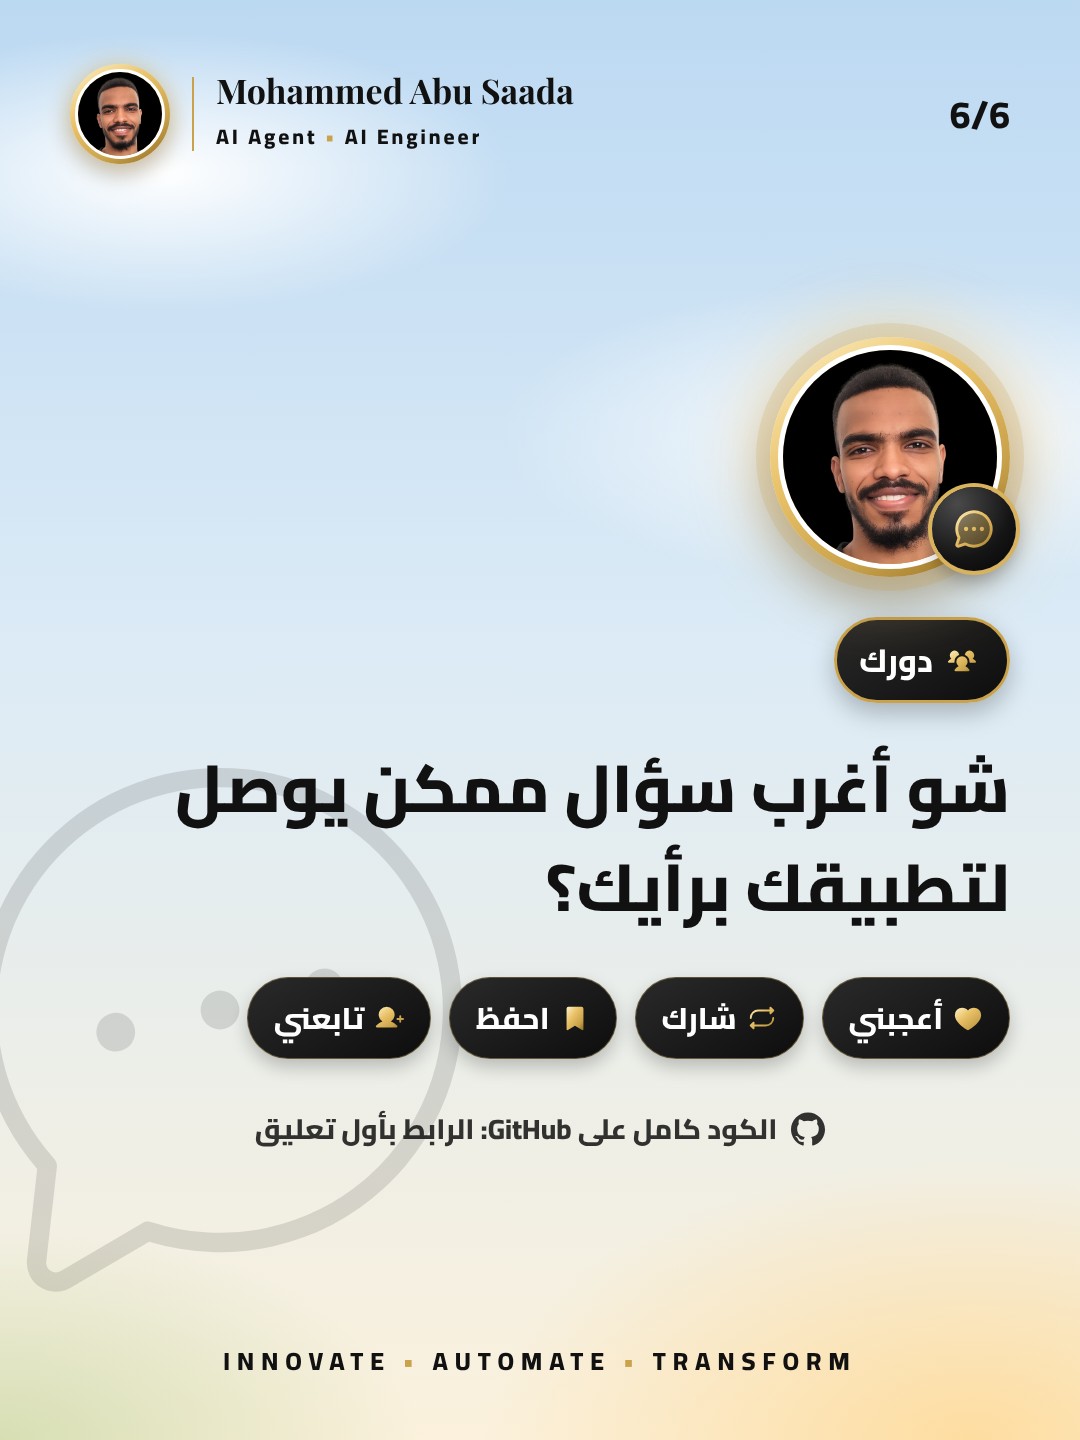 Mohammed Abu Saada
AI Agent ▪ AI Engineer
6/6
دورك
شو أغرب سؤال ممكن يوصل
لتطبيقك برأيك؟
أعجبني
شارك
احفظ
تابعني
الكود كامل على GitHub: الرابط بأول تعليق
INNOVATE ▪ AUTOMATE ▪ TRANSFORM